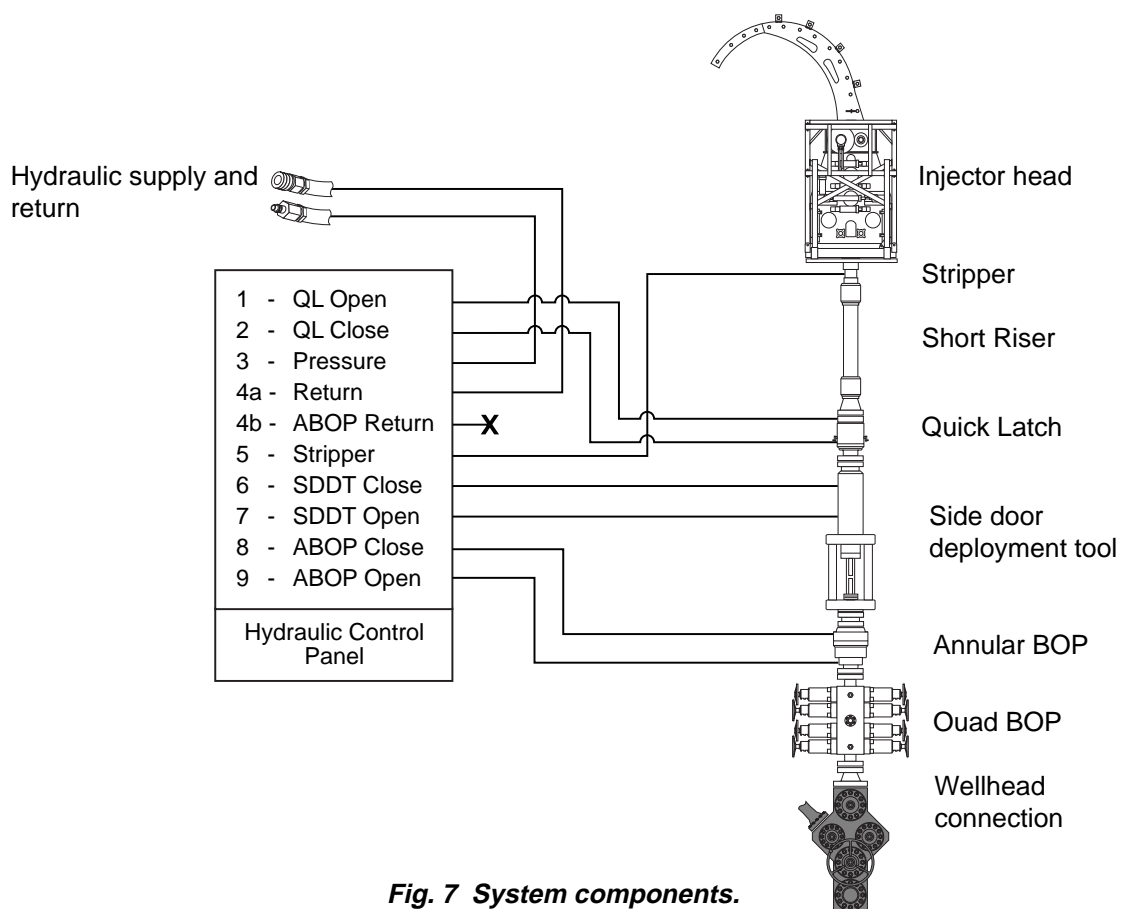 Hydraulic supply and
return
1 - QL Open
2 - QL Close
3 - Pressure
4a - Return
4b - ABOP Return
X
5 - Stripper
6 - SDDT Close
7 - SDDT Open
8 - ABOP Close
9 - ABOP Open
Hydraulic Control
Panel
Injector head
Stripper
Short Riser
Quick Latch
Side door
deployment tool
Annular BOP
Ouad BOP
Wellhead
connection
Fig. 7 System components.